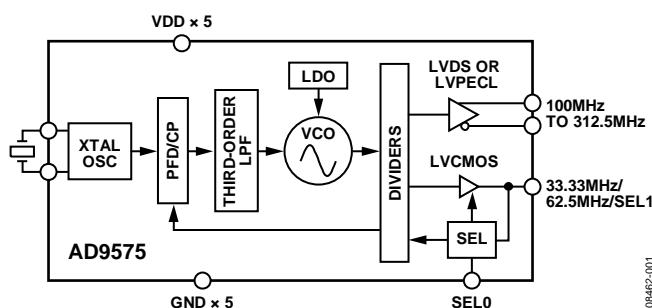 VDD × 5
LDO
LVDS OR
LVPECL
XTAL
OSC
PFD/CP
THIRD-ORDER
LPF
VCO
DIVIDERS
100MHz
TO 312.5MHz
LVCMOS
33.33MHz/
62.5MHz/SEL1
SEL
AD9575
GND × 5
SEL0
08462-001